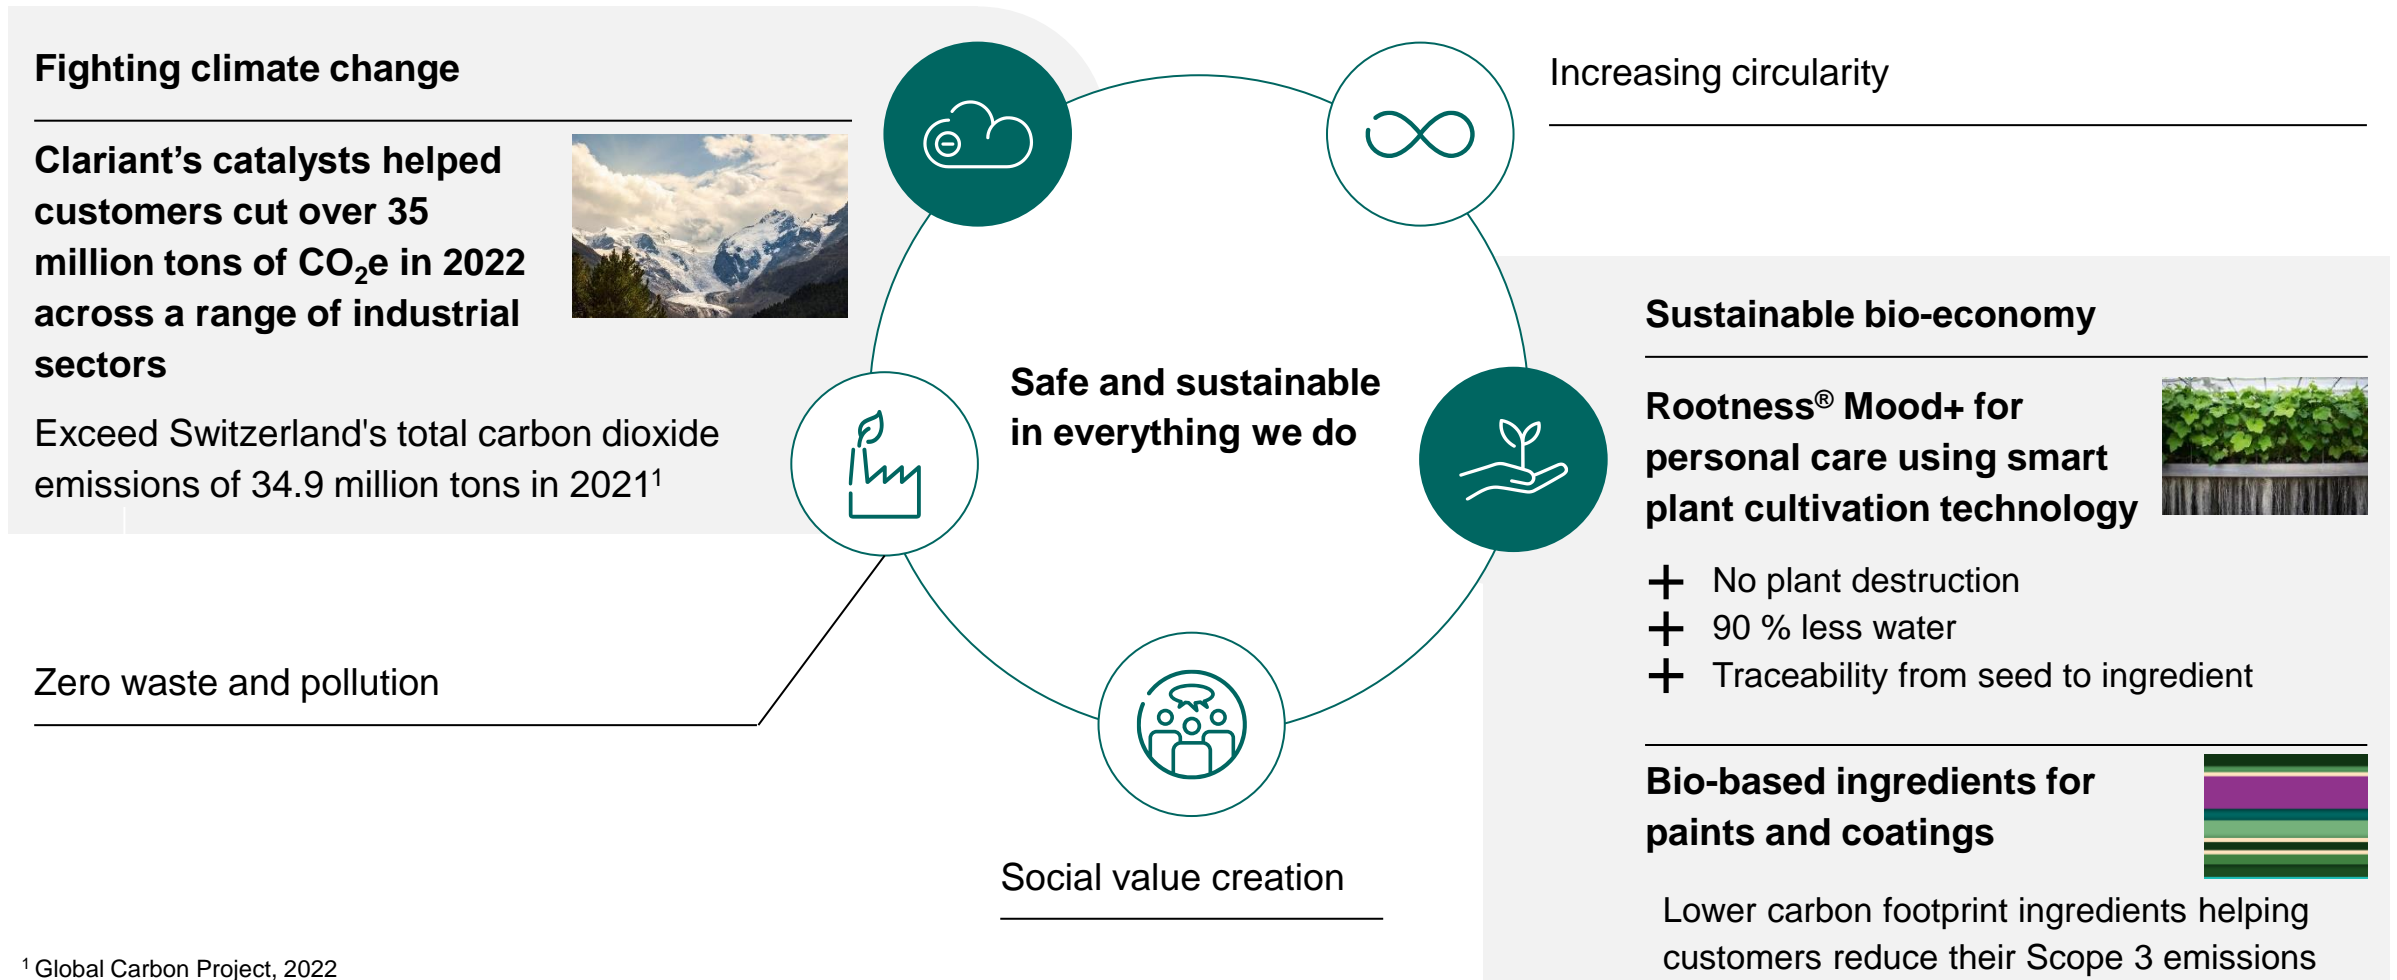 Fighting climate change
Clariant’s catalysts helped
customers cut over 35
million tons of CO₂e in 2022
across a range of industrial
sectors
Exceed Switzerland's total carbon dioxide
emissions of 34.9 million tons in 2021¹
Zero waste and pollution
Safe and sustainable
in everything we do
Social value creation
Increasing circularity
Sustainable bio-economy
Rootness® Mood+ for
personal care using smart
plant cultivation technology
+ No plant destruction
+ 90 % less water
+ Traceability from seed to ingredient
Bio-based ingredients for
paints and coatings
Lower carbon footprint ingredients helping
customers reduce their Scope 3 emissions
¹ Global Carbon Project, 2022